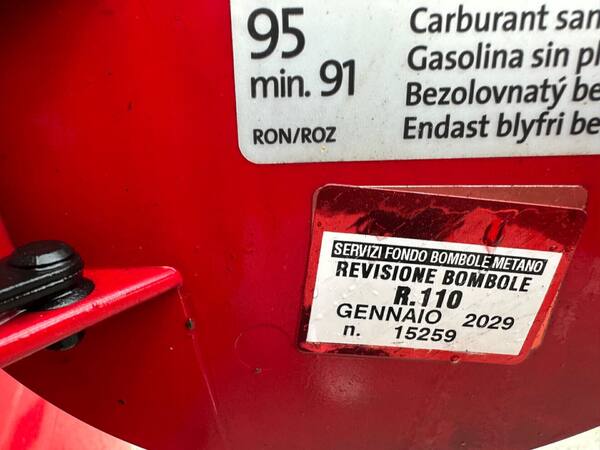 95
min. 91
RON/ROZ
Carburant san
Gasolina sin pl
Bezolovnatý be
Endast blyfri be
SERVIZI FONDO BOMBOLE METANO
REVISIONE BOMBOLE
R.110
GENNAIO 2029
n. 15259